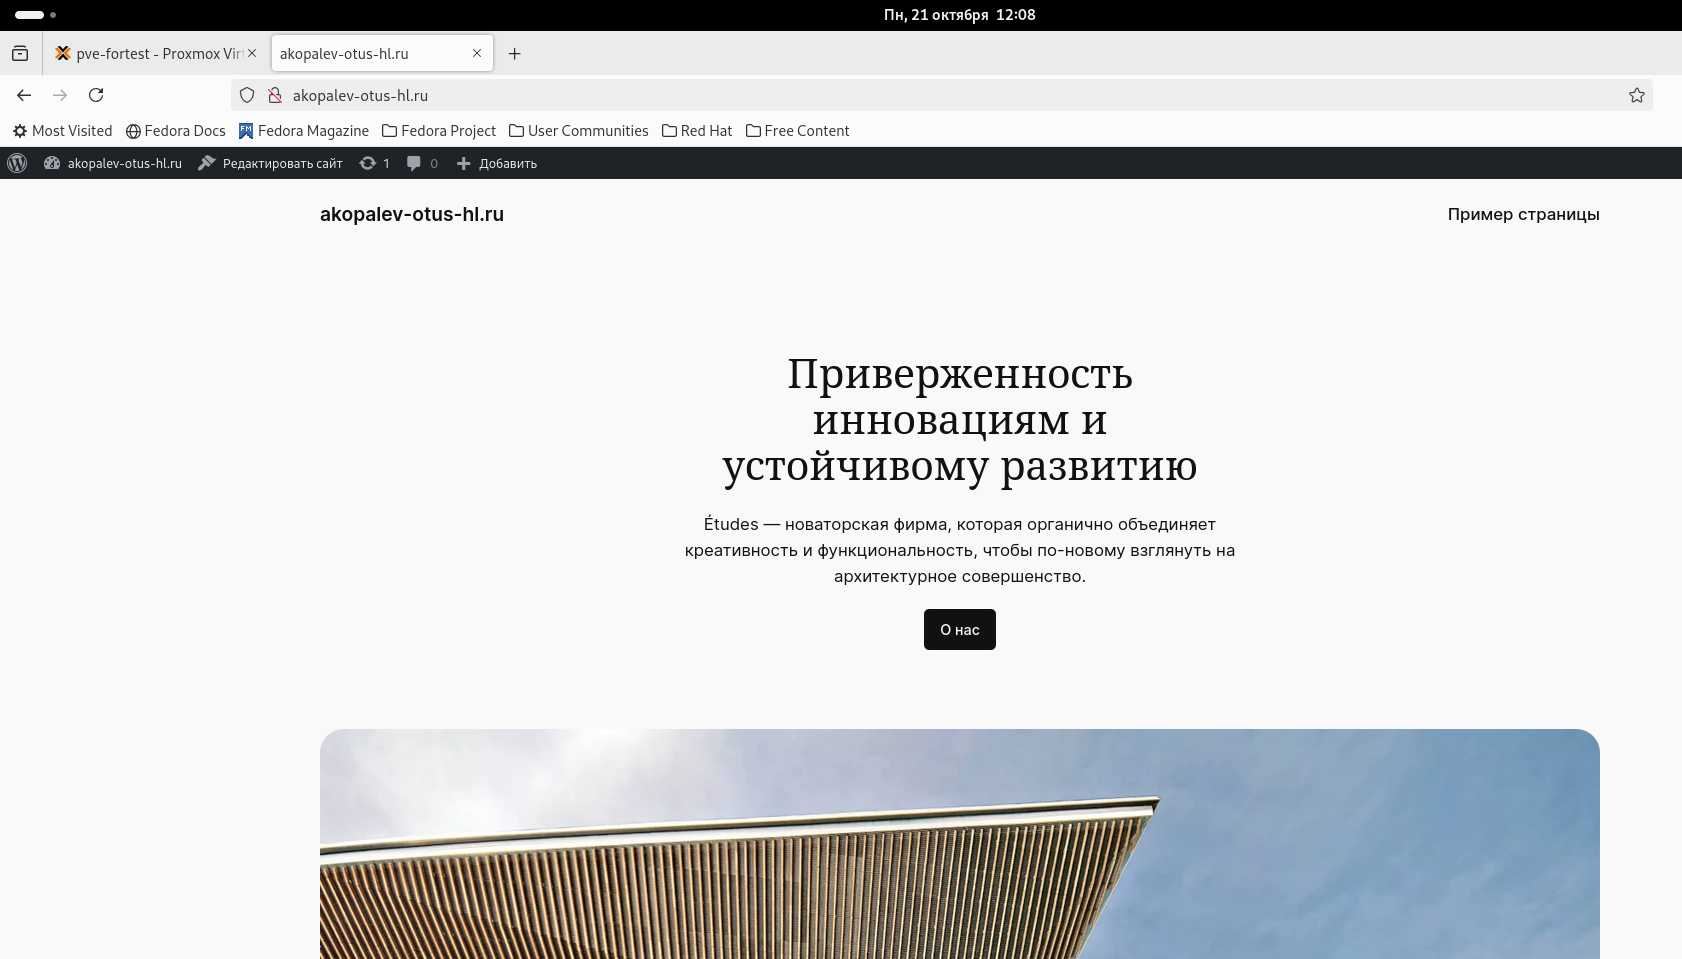 Пн, 21 октября 12:08
pve-fortest - Proxmox Vir
akopalev-otus-hl.ru
akopalev-otus-hl.ru
Most Visited Fedora Docs Fedora Magazine Fedora Project User Communities Red Hat Free Content
akopalev-otus-hl.ru Редактировать сайт 1 0 Добавить
akopalev-otus-hl.ru Пример страницы
Приверженность
инновациям и
устойчивому развитию
Études — новаторская фирма, которая органично объединяет
креативность и функциональность, чтобы по-новому взглянуть на
архитектурное совершенство.
О нас